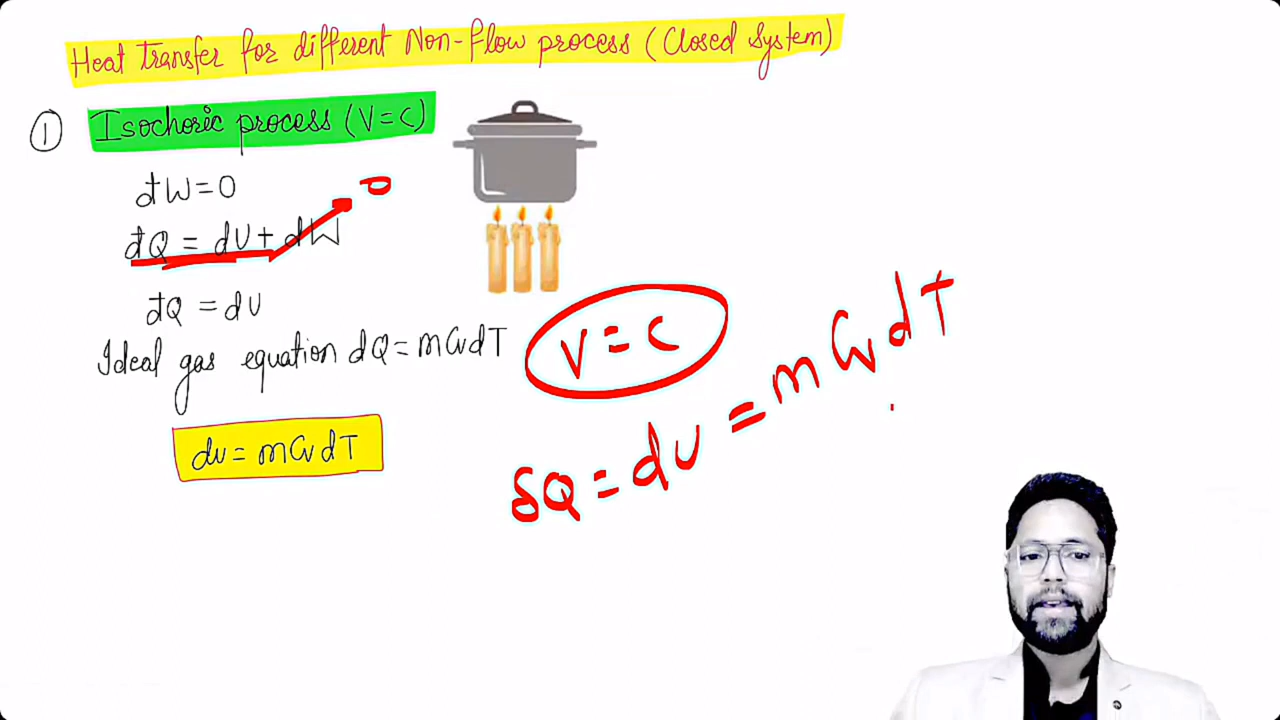 Heat transfer for different Non-flow process (Closed System)
① Isochoric process (V=C)
đW=0
0
đQ = dU + đW
đQ = dU
Ideal gas equation dQ=mCvdT
V=C
δQ = dU = mCvdT
du = mCvdT